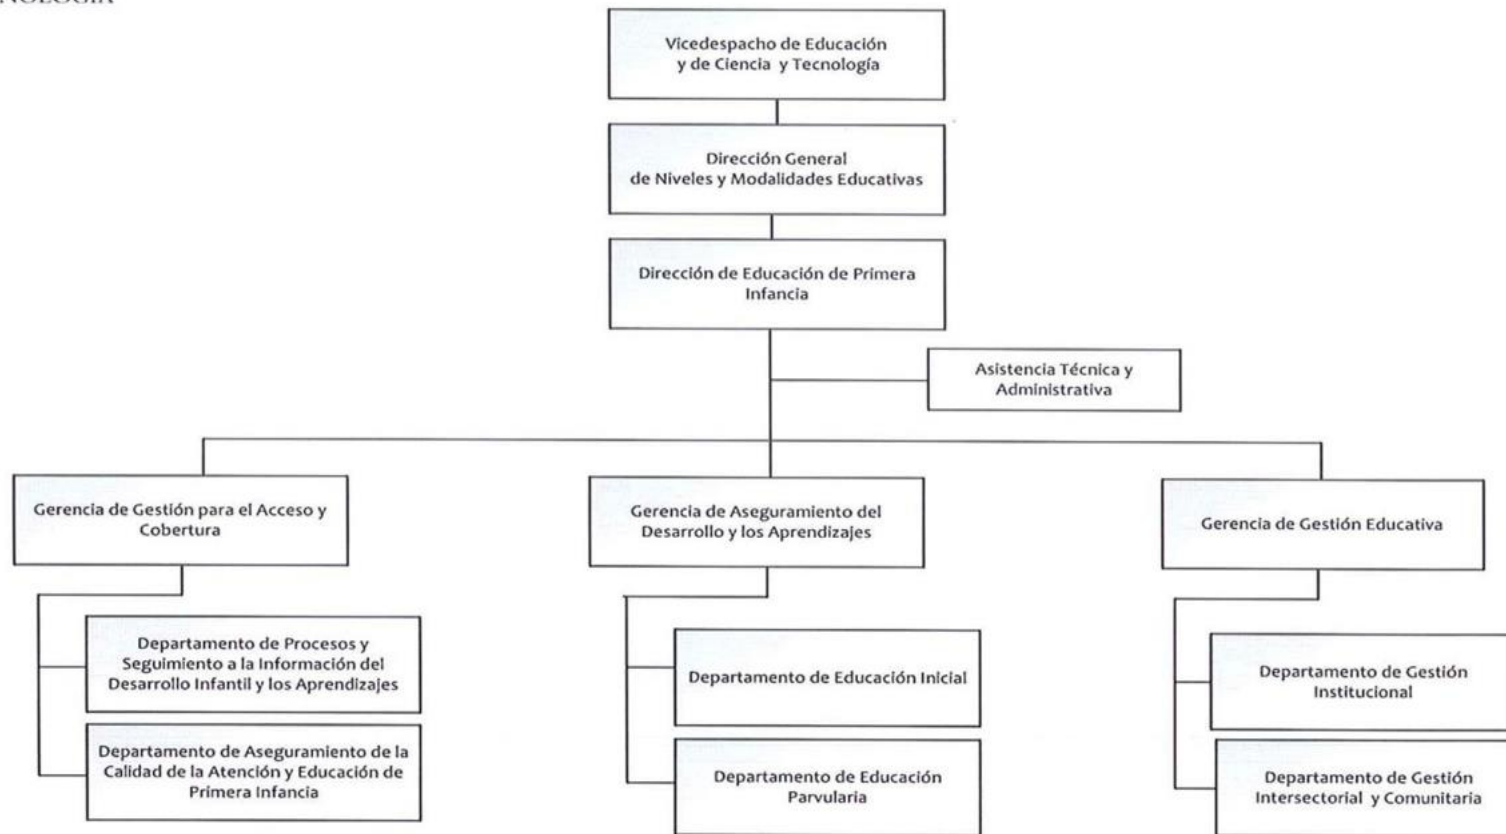 Vicedespacho de Educación
y de Ciencia y Tecnología
Dirección General
de Niveles y Modalidades Educativas
Dirección de Educación de Primera
Infancia
Asistencia Técnica y
Administrativa
Gerencia de Gestión para el Acceso y
Cobertura
Gerencia de Aseguramiento del
Desarrollo y los Aprendizajes
Gerencia de Gestión Educativa
Departamento de Procesos y
Seguimiento a la Información del
Desarrollo Infantil y los Aprendizajes
Departamento de Aseguramiento de la
Calidad de la Atención y Educación de
Primera Infancia
Departamento de Educación Inicial
Departamento de Educación
Parvularia
Departamento de Gestión
Institucional
Departamento de Gestión
Intersectorial y Comunitaria